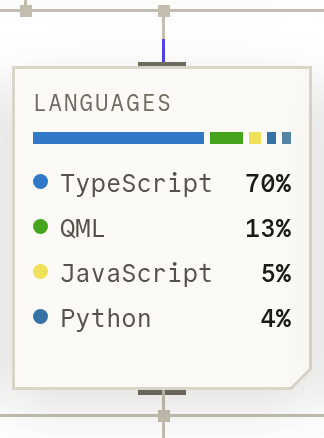 LANGUAGES
TypeScript 70%
QML 13%
JavaScript 5%
Python 4%